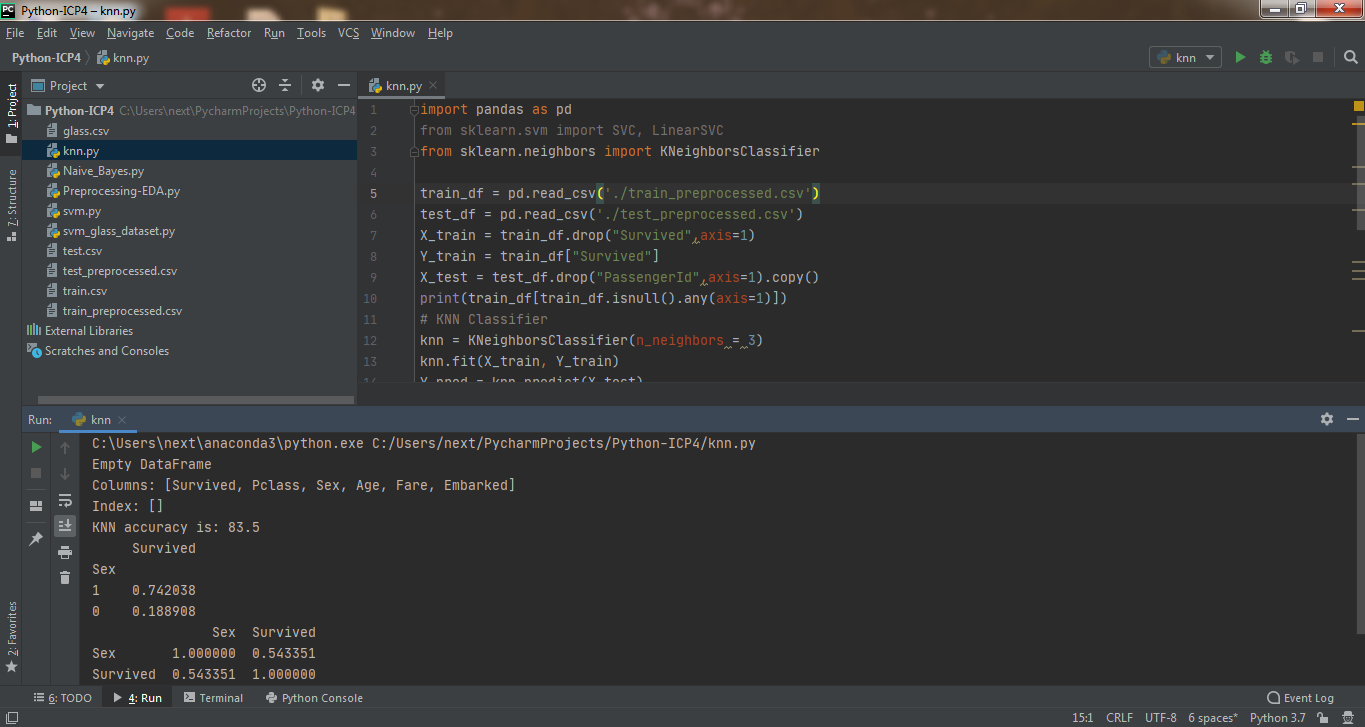 PC Python-ICP4 – knn.py
File Edit View Navigate Code Refactor Run Tools VCS Window Help
Python-ICP4 knn.py
knn
1: Project
7: Structure
2: Favorites
Project
Python-ICP4 C:\Users\next\PycharmProjects\Python-ICP4
glass.csv
knn.py
Naive_Bayes.py
Preprocessing-EDA.py
svm.py
svm_glass_dataset.py
test.csv
test_preprocessed.csv
train.csv
train_preprocessed.csv
External Libraries
Scratches and Consoles
knn.py
1 import pandas as pd
2 from sklearn.svm import SVC, LinearSVC
3 from sklearn.neighbors import KNeighborsClassifier
4
5 train_df = pd.read_csv('./train_preprocessed.csv')
6 test_df = pd.read_csv('./test_preprocessed.csv')
7 X_train = train_df.drop("Survived",axis=1)
8 Y_train = train_df["Survived"]
9 X_test = test_df.drop("PassengerId",axis=1).copy()
10 print(train_df[train_df.isnull().any(axis=1)])
11 # KNN Classifier
12 knn = KNeighborsClassifier(n_neighbors = 3)
13 knn.fit(X_train, Y_train)
14 Y_pred = knn.predict(X_test)
Run: knn
C:\Users\next\anaconda3\python.exe C:/Users/next/PycharmProjects/Python-ICP4/knn.py
Empty DataFrame
Columns: [Survived, Pclass, Sex, Age, Fare, Embarked]
Index: []
KNN accuracy is: 83.5
Survived
Sex
1 0.742038
0 0.188908
Sex Survived
Sex 1.000000 0.543351
Survived 0.543351 1.000000
6: TODO 4: Run Terminal Python Console Event Log
15:1 CRLF UTF-8 6 spaces* Python 3.7